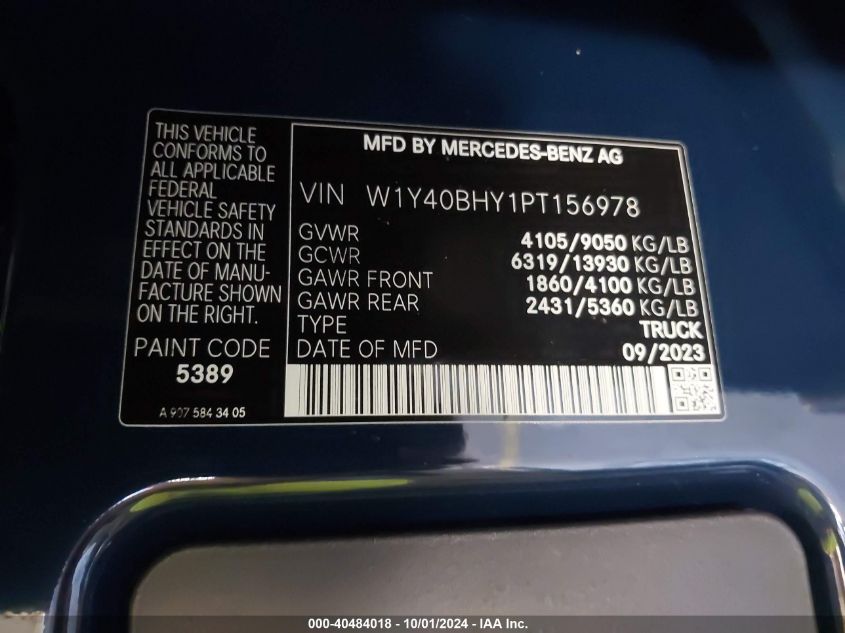 THIS VEHICLE
CONFORMS TO
ALL APPLICABLE
FEDERAL
VEHICLE SAFETY
STANDARDS IN
EFFECT ON THE
DATE OF MANU-
FACTURE SHOWN
ON THE RIGHT.
PAINT CODE
5389
A 907 584 34 05
MFD BY MERCEDES-BENZ AG
VIN W1Y40BHY1PT156978
GVWR 4105/9050 KG/LB
GCWR 6319/13930 KG/LB
GAWR FRONT 1860/4100 KG/LB
GAWR REAR 2431/5360 KG/LB
TYPE TRUCK
DATE OF MFD 09/2023
000-40484018 - 10/01/2024 - IAA Inc.